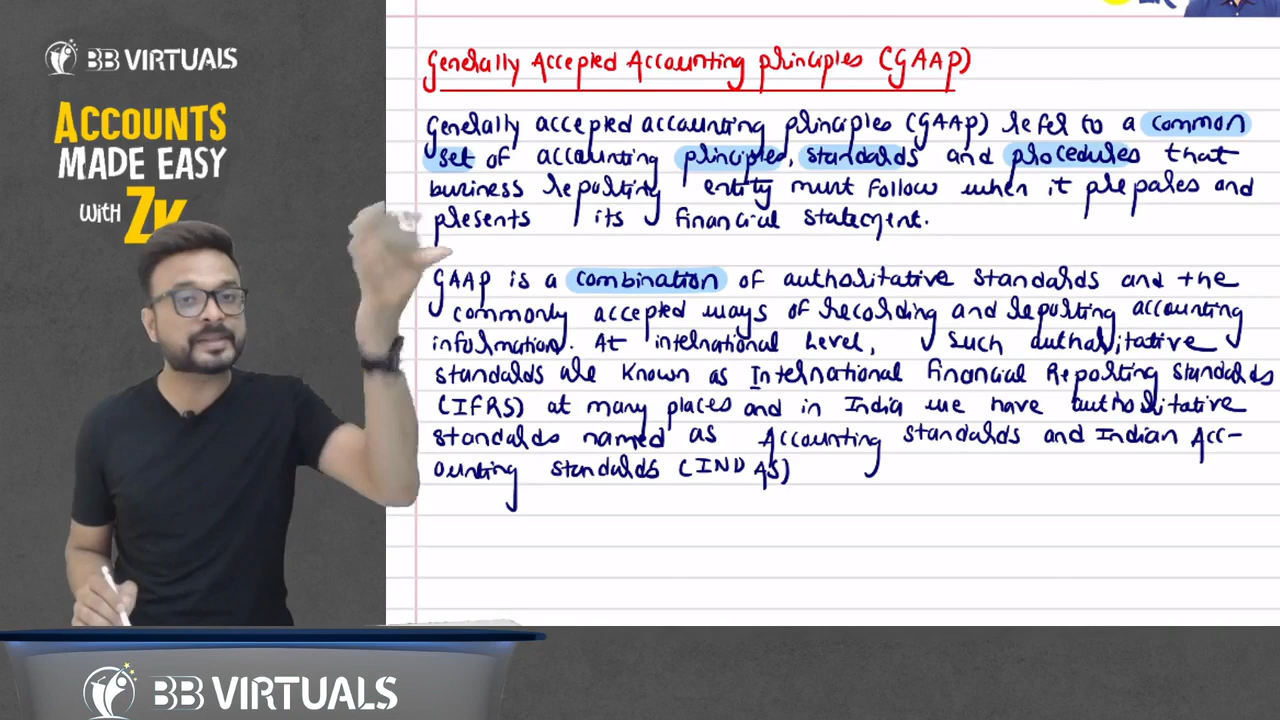 BB VIRTUALS
ACCOUNTS
MADE EASY
WITH ZK
Generally Accepted Accounting principles (GAAP)
Generally accepted accounting principles (GAAP) refer to a common
set of accounting principles, standards and procedures that
business reporting entity must follow when it prepares and
presents its financial statement.
GAAP is a combination of authoritative standards and the
commonly accepted ways of recording and reporting accounting
information. At international level, such authoritative
standards are known as International Financial Reporting Standards
(IFRS) at many places and in India we have authoritative
standards named as Accounting standards and Indian Acc-
ounting standards (IND AS)
BB VIRTUALS